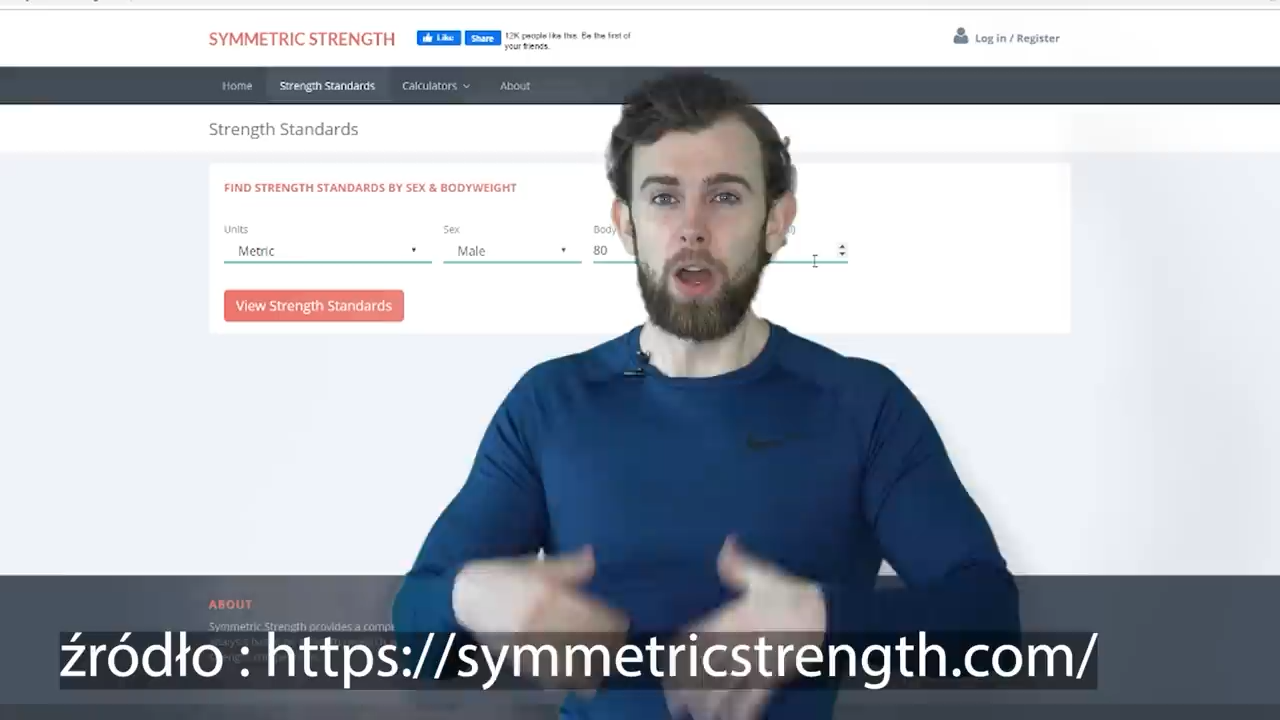 SYMMETRIC STRENGTH
Like Share
12K people like this. Be the first of
your friends.
Log in / Register
Home Strength Standards Calculators About
Strength Standards
FIND STRENGTH STANDARDS BY SEX & BODYWEIGHT
Units Sex Body
Metric Male 80
View Strength Standards
ABOUT
Symmetric Strength provides a
źródło : https://symmetricstrength.com/